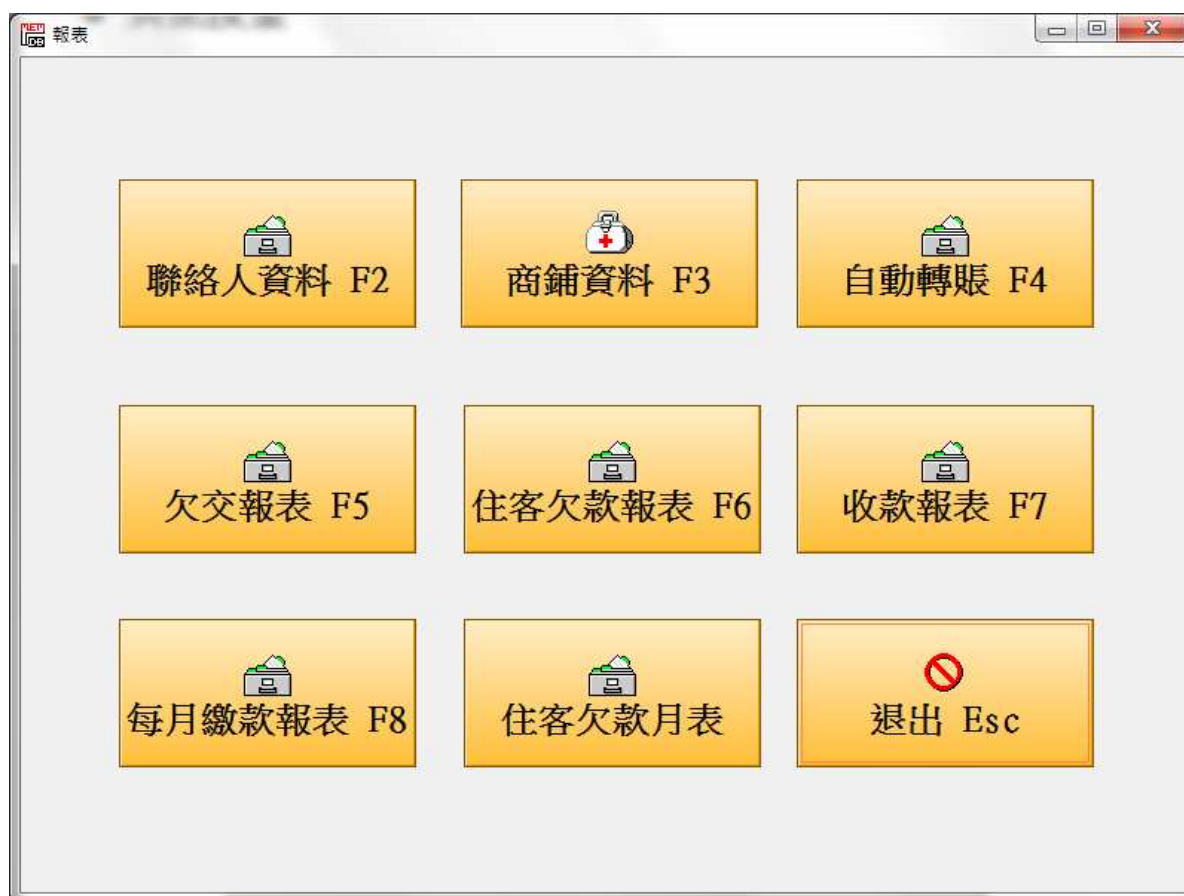 MEM
DB
報表
聯絡人資料 F2
商鋪資料 F3
自動轉賬 F4
欠交報表 F5
住客欠款報表 F6
收款報表 F7
每月繳款報表 F8
住客欠款月表
退出 Esc